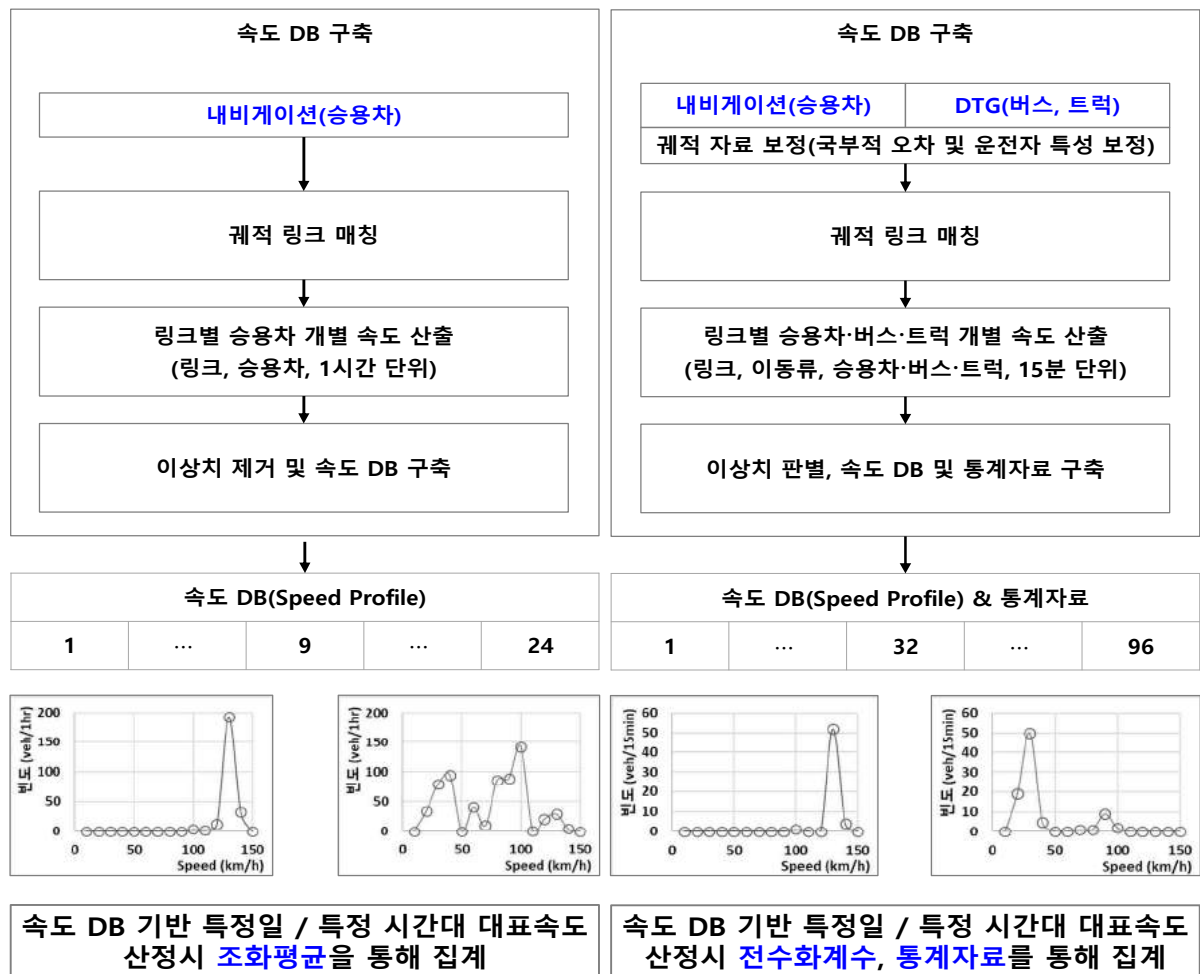 속도 DB 구축
내비게이션(승용차)
궤적 링크 매칭
링크별 승용차 개별 속도 산출
(링크, 승용차, 1시간 단위)
이상치 제거 및 속도 DB 구축
속도 DB(Speed Profile)
1 ··· 9 ··· 24
빈도 (veh/1hr)
200
150
100
50
0
0 50 100 150
Speed (km/h)
빈도 (veh/1hr)
200
150
100
50
0
0 50 100 150
Speed (km/h)
속도 DB 기반 특정일 / 특정 시간대 대표속도
산정시 조화평균을 통해 집계
속도 DB 구축
내비게이션(승용차) DTG(버스, 트럭)
궤적 자료 보정(국부적 오차 및 운전자 특성 보정)
궤적 링크 매칭
링크별 승용차·버스·트럭 개별 속도 산출
(링크, 이동류, 승용차·버스·트럭, 15분 단위)
이상치 판별, 속도 DB 및 통계자료 구축
속도 DB(Speed Profile) & 통계자료
1 ··· 32 ··· 96
빈도 (veh/15min)
60
50
40
30
20
10
0
0 50 100 150
Speed (km/h)
빈도 (veh/15min)
60
50
40
30
20
10
0
0 50 100 150
Speed (km/h)
속도 DB 기반 특정일 / 특정 시간대 대표속도
산정시 전수화계수, 통계자료를 통해 집계